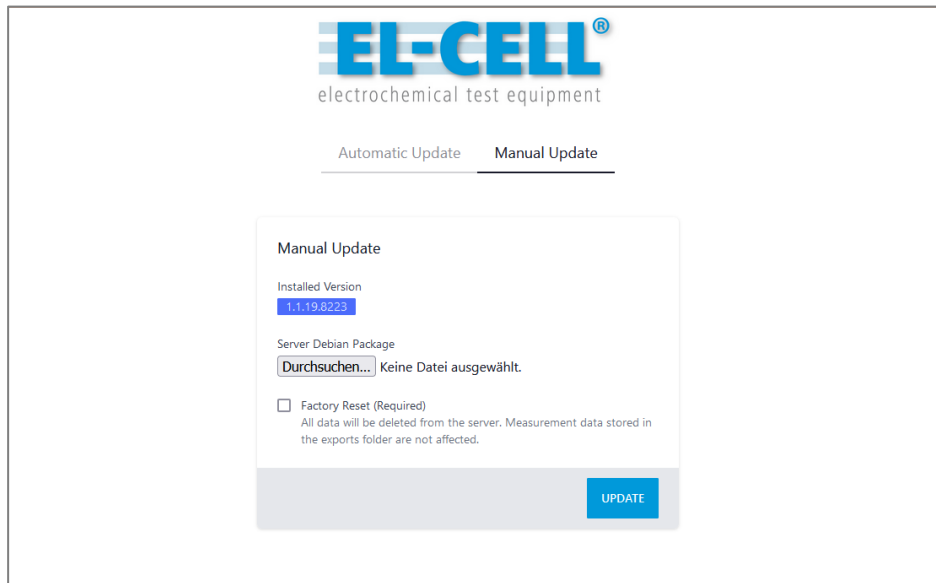 EL-CELL®
electrochemical test equipment
Automatic Update Manual Update
Manual Update
Installed Version
1.1.19.8223
Server Debian Package
Durchsuchen... Keine Datei ausgewählt.
Factory Reset (Required)
All data will be deleted from the server. Measurement data stored in
the exports folder are not affected.
UPDATE